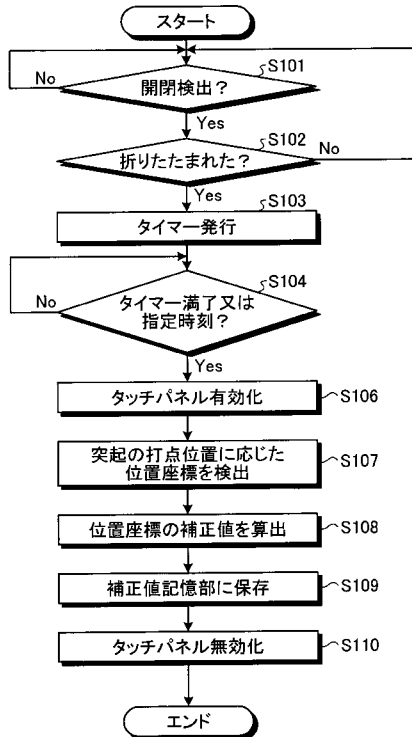 スタート
S101
開閉検出？
No
Yes
S102
折りたたまれた？
No
Yes
S103
タイマー発行
S104
タイマー満了又は
指定時刻？
No
Yes
タッチパネル有効化
S106
突起の打点位置に応じた
位置座標を検出
S107
位置座標の補正値を算出
S108
補正値記憶部に保存
S109
タッチパネル無効化
S110
エンド